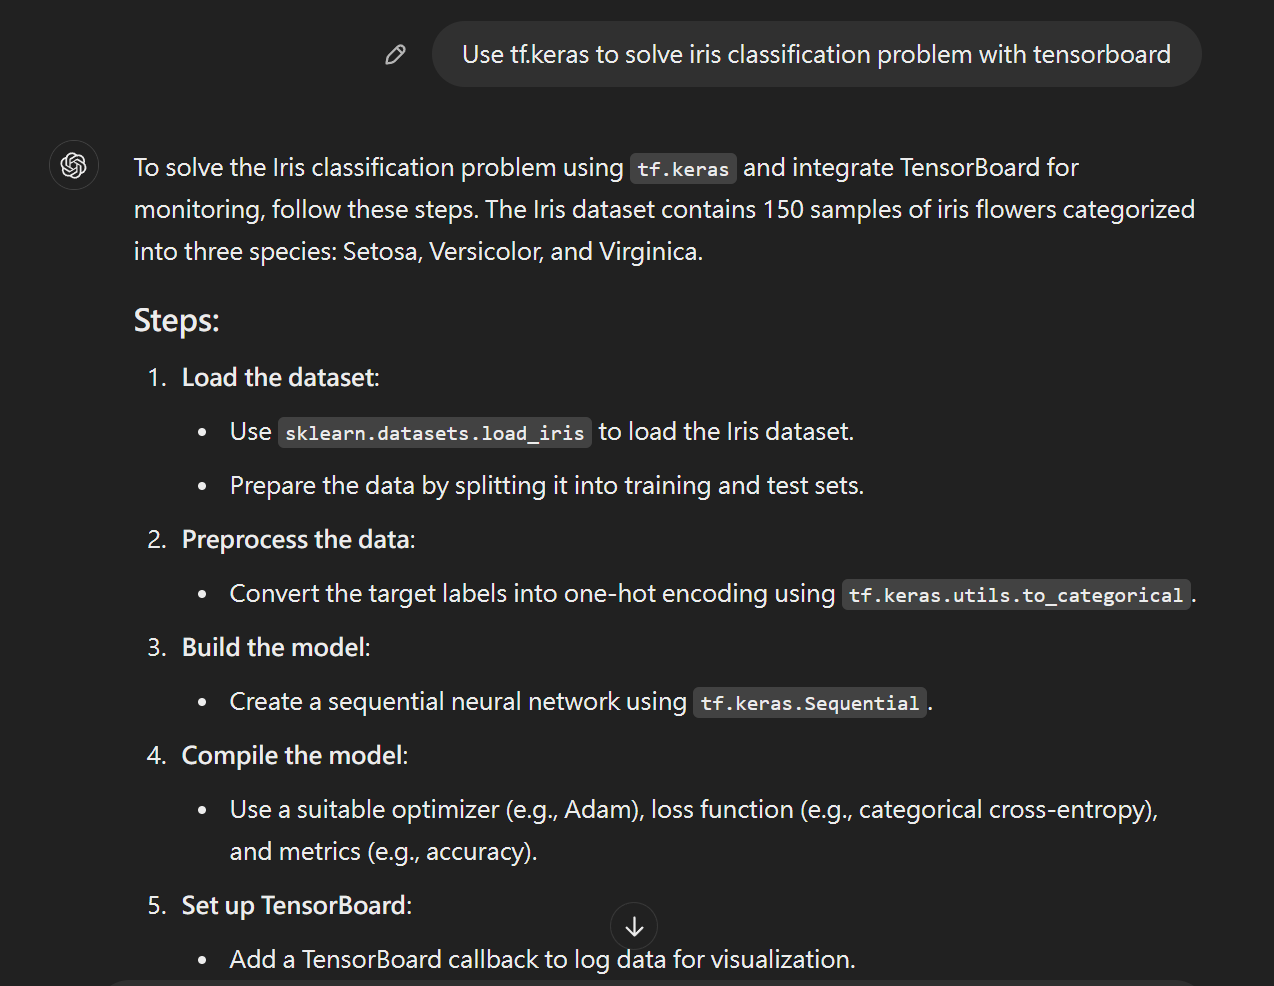 Use tf.keras to solve iris classification problem with tensorboard
To solve the Iris classification problem using tf.keras and integrate TensorBoard for
monitoring, follow these steps. The Iris dataset contains 150 samples of iris flowers categorized
into three species: Setosa, Versicolor, and Virginica.
Steps:
1. Load the dataset:
• Use sklearn.datasets.load_iris to load the Iris dataset.
• Prepare the data by splitting it into training and test sets.
2. Preprocess the data:
• Convert the target labels into one-hot encoding using tf.keras.utils.to_categorical.
3. Build the model:
• Create a sequential neural network using tf.keras.Sequential.
4. Compile the model:
• Use a suitable optimizer (e.g., Adam), loss function (e.g., categorical cross-entropy),
and metrics (e.g., accuracy).
5. Set up TensorBoard:
• Add a TensorBoard callback to log data for visualization.